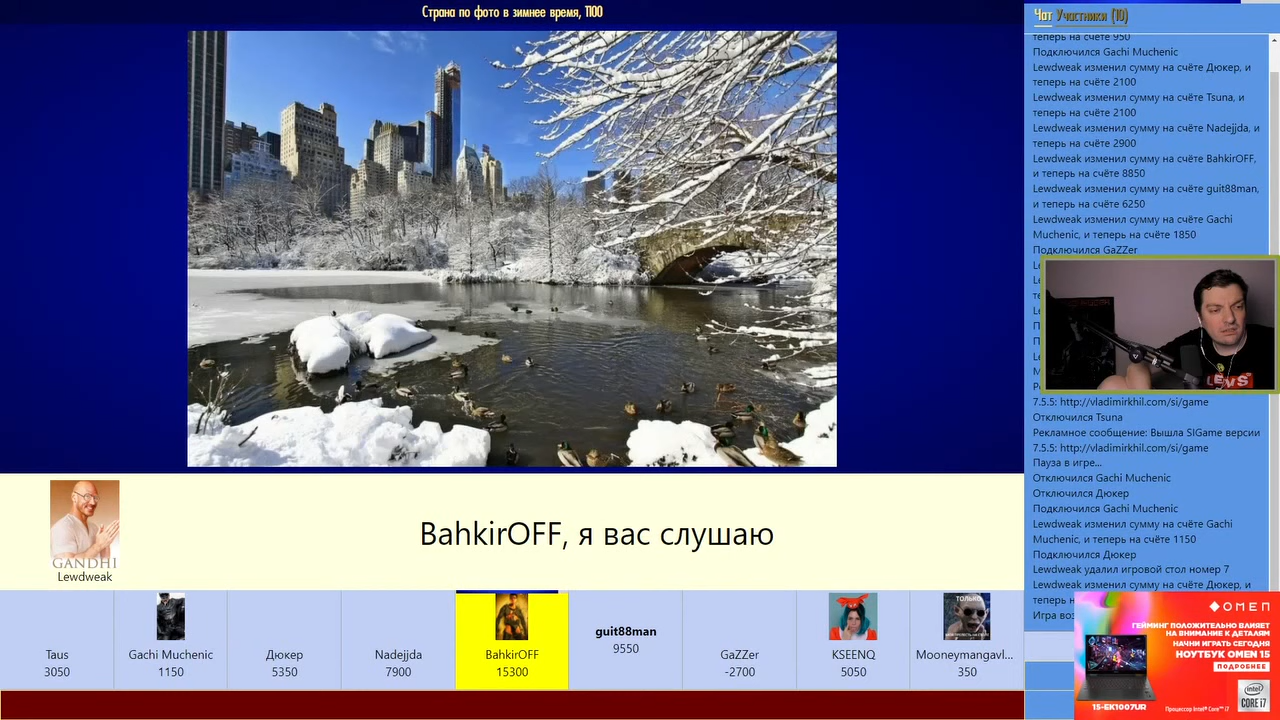 Страна по фото в зимнее время, 1100
BahkirOFF, я вас слушаю
GANDHI
Lewdweak
Taus
3050
Gachi Muchenic
1150
Дюкер
5350
Nadejjda
7900
BahkirOFF
15300
guit88man
9550
GaZZer
-2700
KSEENQ
5050
ТОЛЬКО
Mooneymangavl...
350
Чат Участники (10)
теперь на счёте 950
Подключился Gachi Muchenic
Lewdweak изменил сумму на счёте Дюкер, и
теперь на счёте 2100
Lewdweak изменил сумму на счёте Tsuna, и
теперь на счёте 2100
Lewdweak изменил сумму на счёте Nadejjda, и
теперь на счёте 2900
Lewdweak изменил сумму на счёте BahkirOFF,
и теперь на счёте 8850
Lewdweak изменил сумму на счёте guit88man,
и теперь на счёте 6250
Lewdweak изменил сумму на счёте Gachi
Muchenic, и теперь на счёте 1850
Подключился GaZZer
7.5.5: http://vladimirkhil.com/si/game
Отключился Tsuna
Рекламное сообщение: Вышла SIGame версии
7.5.5: http://vladimirkhil.com/si/game
Пауза в игре...
Отключился Gachi Muchenic
Отключился Дюкер
Подключился Gachi Muchenic
Lewdweak изменил сумму на счёте Gachi
Muchenic, и теперь на счёте 1150
Подключился Дюкер
Lewdweak удалил игровой стол номер 7
Lewdweak изменил сумму на счёте Дюкер, и
теперь н
Игра воз
ОМЕП
ГЕЙМИНГ ПОЛОЖИТЕЛЬНО ВЛИЯЕТ
НА ВНИМАНИЕ К ДЕТАЛЯМ
НАЧНИ ИГРАТЬ СЕГОДНЯ
НОУТБУК OMEN 15
ПОДРОБНЕЕ
15-EK1007UR
Процессор Intel® Core™ i7
intel
CORE i7